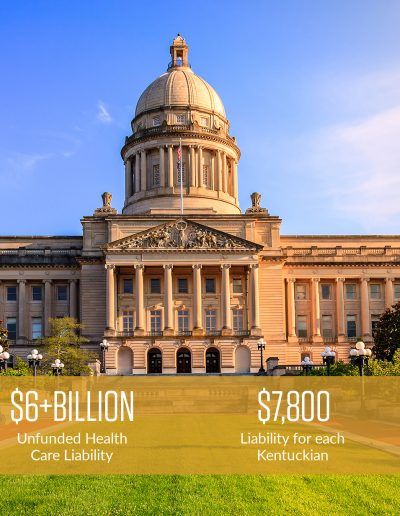 $6+BILLION
Unfunded Health
Care Liability
$7,800
Liability for each
Kentuckian